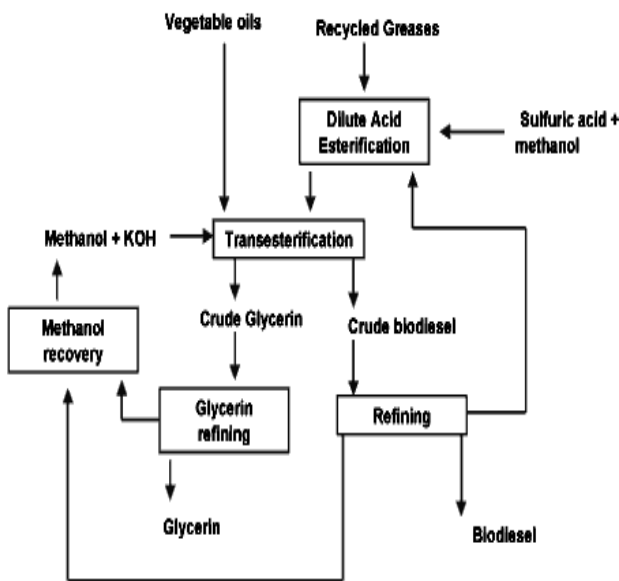 Vegetable oils
Recycled Greases
Dilute Acid
Esterification
Sulfuric acid +
methanol
Methanol + KOH
Transesterification
Crude Glycerin
Crude biodiesel
Methanol
recovery
Glycerin
refining
Refining
Glycerin
Biodiesel